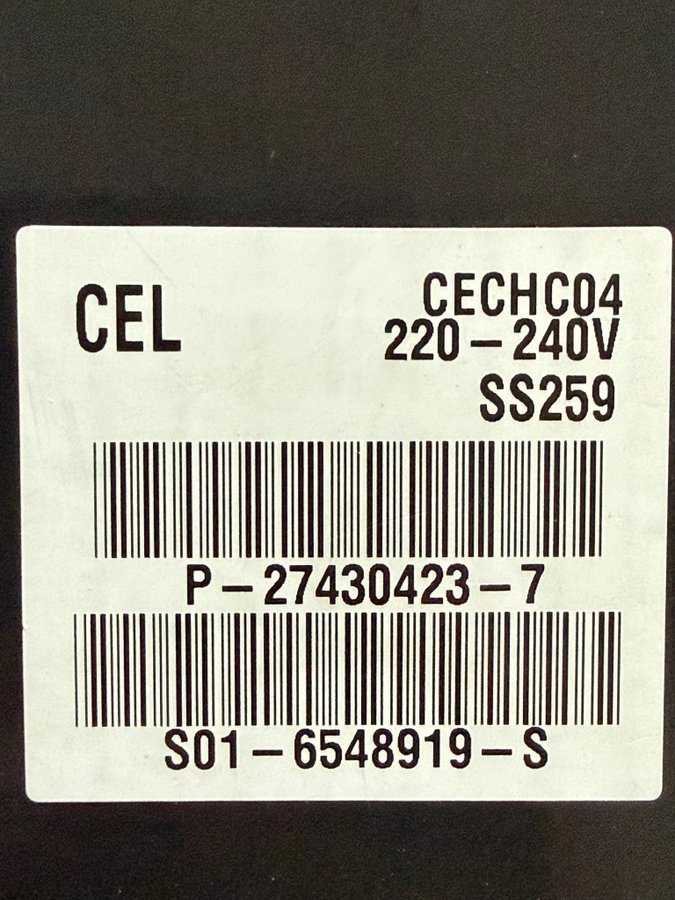 CEL
CECHC04
220-240V
SS259
P-27430423-7
S01-6548919-S